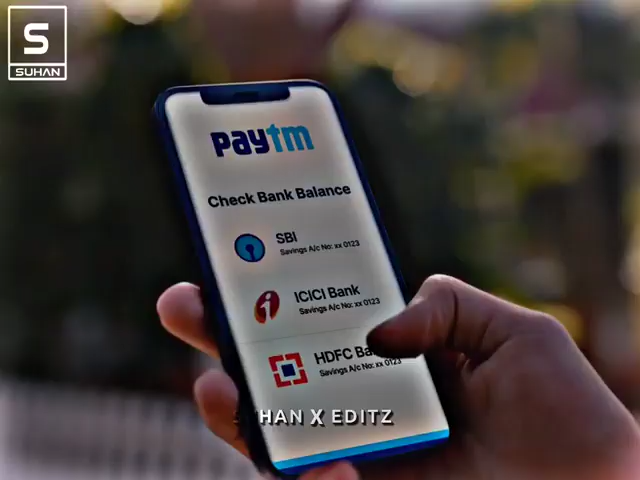 S
SUHAN
paytm
Check Bank Balance
SBI
Savings A/c No: xx 0123
ICICI Bank
Savings A/c No: xx 0123
HDFC Ba
Savings A/c No: xx 0123
HAN X EDITZ